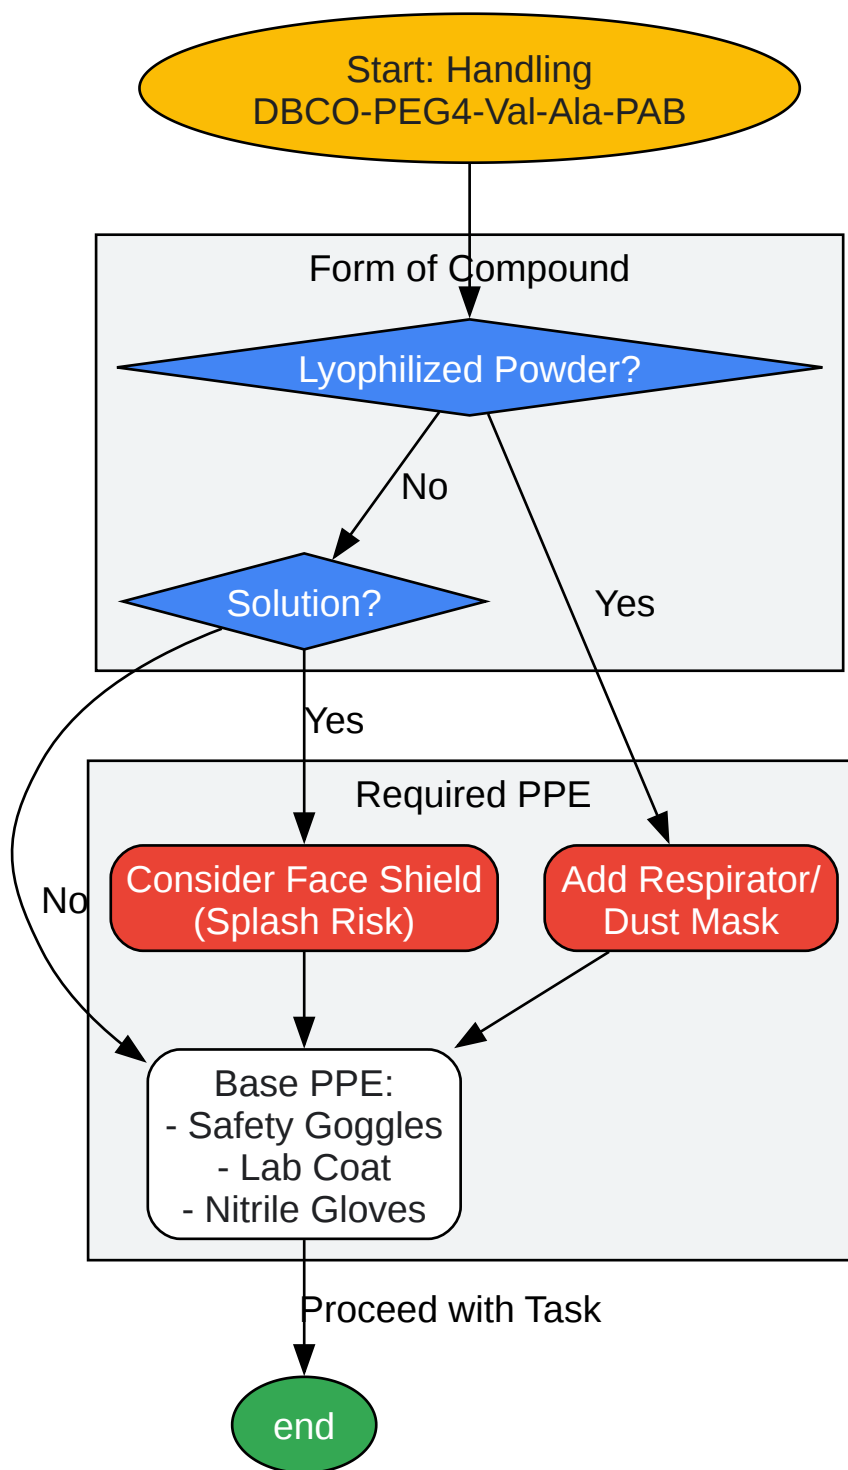 Start: Handling
DBCO-PEG4-Val-Ala-PAB
Form of Compound
Lyophilized Powder?
No
Solution?
Yes
Yes
Required PPE
Consider Face Shield
(Splash Risk)
Add Respirator/
Dust Mask
No
Base PPE:
- Safety Goggles
- Lab Coat
- Nitrile Gloves
Proceed with Task
end